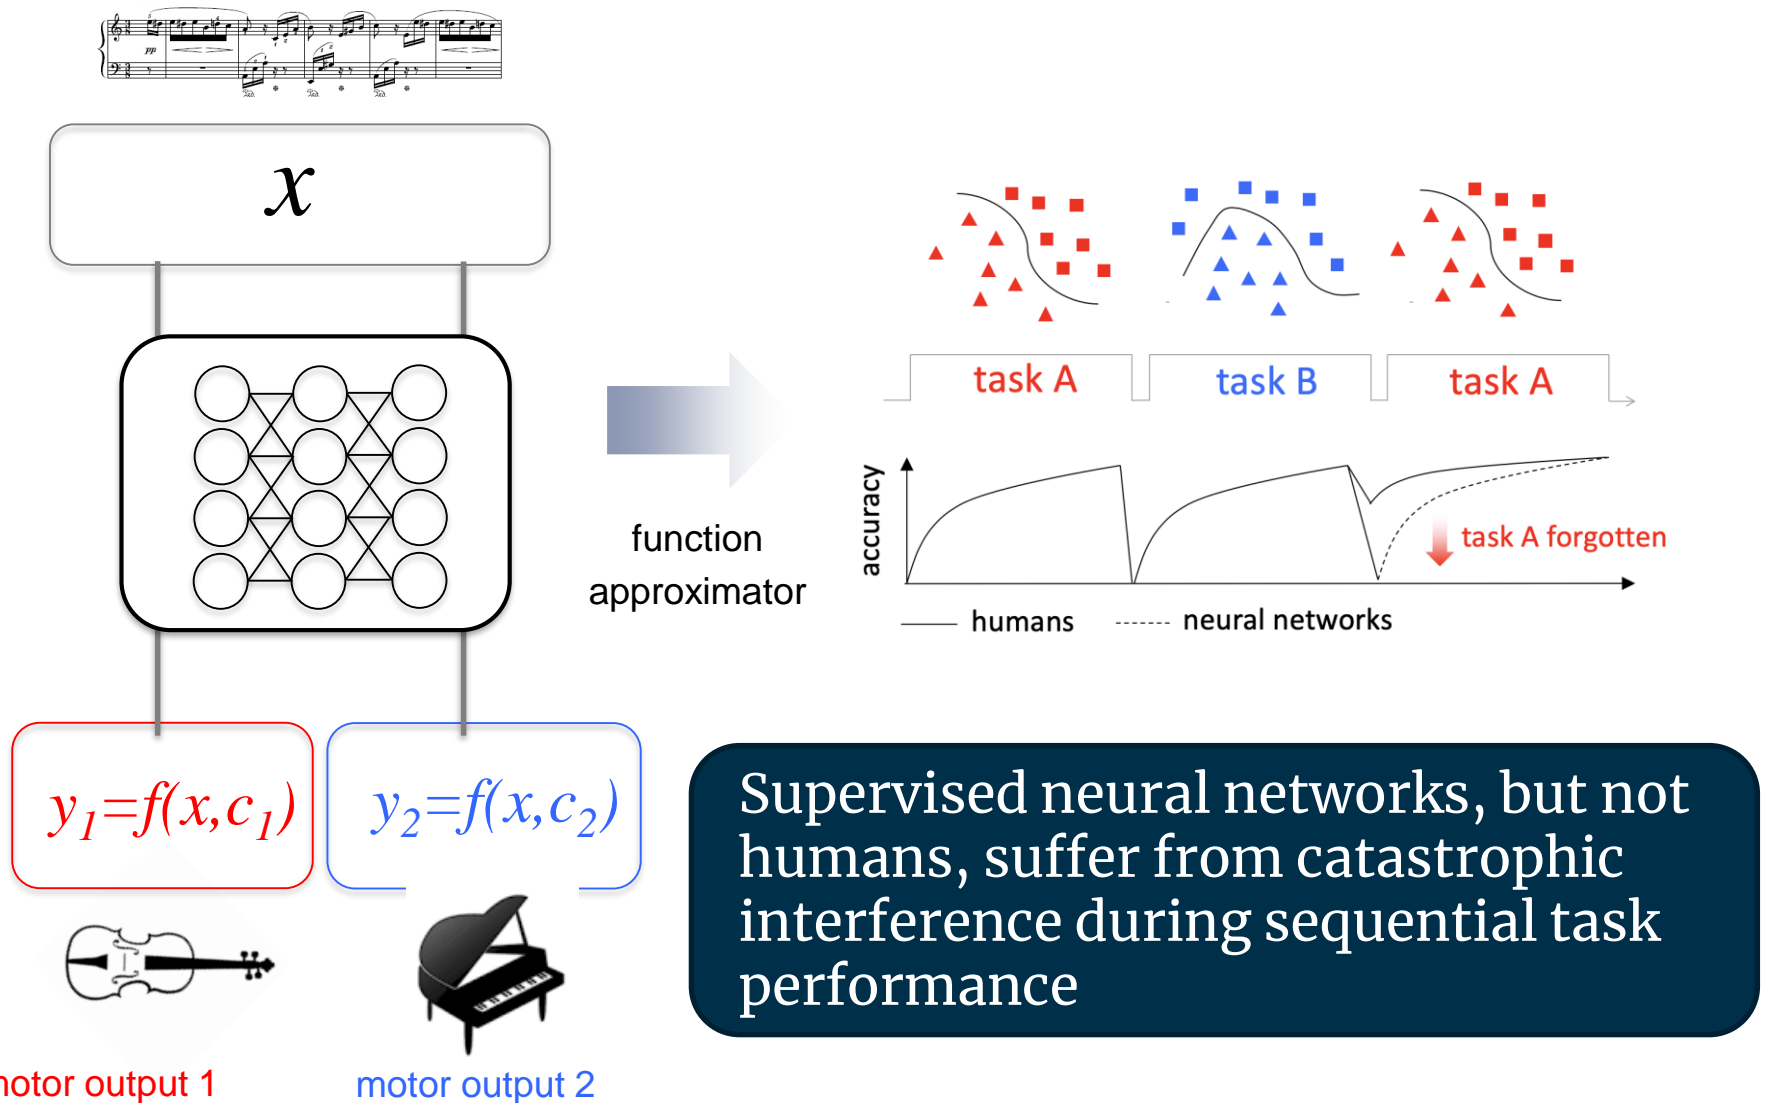 pp
x
y1=f(x,c1)
y2=f(x,c2)
otor output 1
motor output 2
function
approximator
task A
task B
task A
accuracy
task A forgotten
humans
neural networks
Supervised neural networks, but not
humans, suffer from catastrophic
interference during sequential task
performance